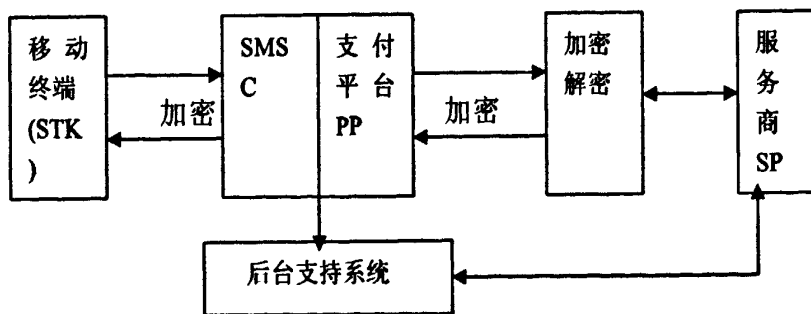 移动
终端
(STK
)
加密
SMS
C
支付
平台
PP
加密
加密
解密
服
务
商
SP
后台支持系统